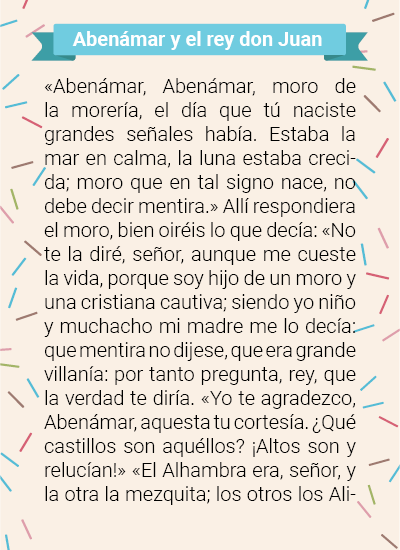 Abenámar y el rey don Juan
«Abenámar, Abenámar, moro de
la morería, el día que tú naciste
grandes señales había. Estaba la
mar en calma, la luna estaba creci-
da; moro que en tal signo nace, no
debe decir mentira.» Allí respondiera
el moro, bien oiréis lo que decía: «No
te la diré, señor, aunque me cueste
la vida, porque soy hijo de un moro y
una cristiana cautiva; siendo yo niño
y muchacho mi madre me lo decía:
que mentira no dijese, que era grande
villanía: por tanto pregunta, rey, que
la verdad te diría. «Yo te agradezco,
Abenámar, aquesta tu cortesía. ¿Qué
castillos son aquéllos? ¡Altos son y
relucían!» «El Alhambra era, señor, y
la otra la mezquita; los otros los Ali-